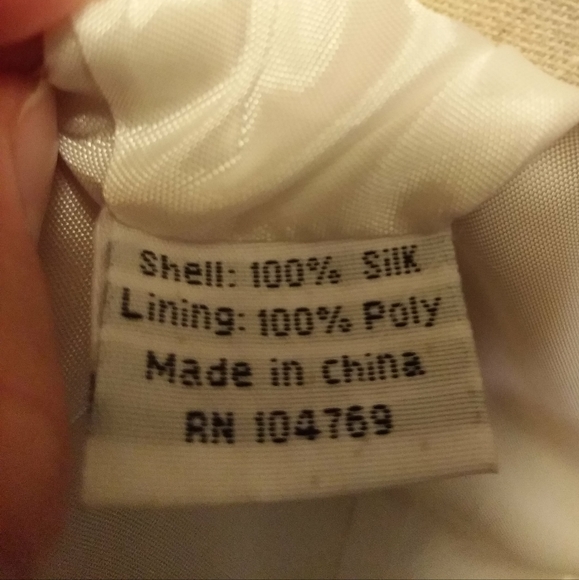 Shell: 100% Silk
Lining: 100% Poly
Made in china
RN 104769